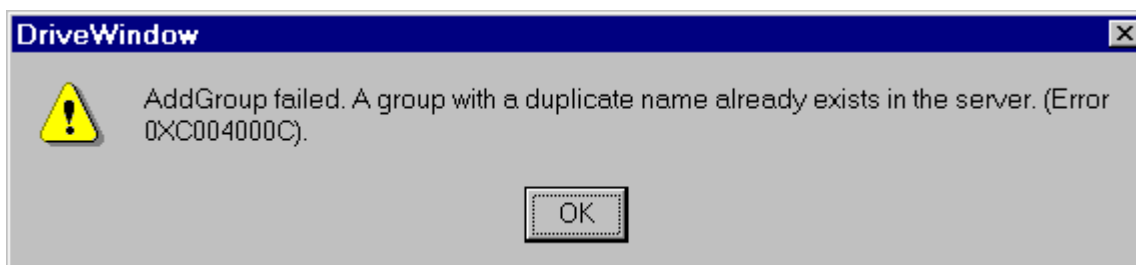 DriveWindow
AddGroup failed. A group with a duplicate name already exists in the server. (Error
0XC004000C).
OK